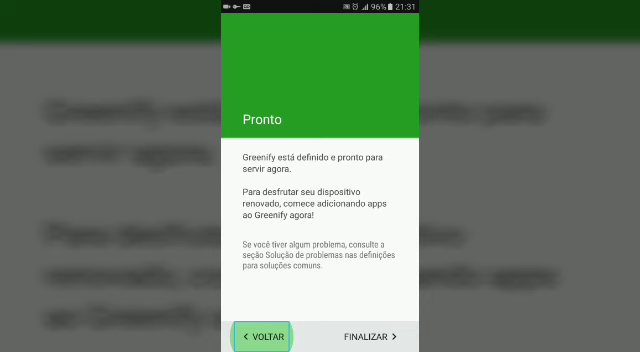 96% 21:31
Pronto
Greenify está definido e pronto para
servir agora.
Para desfrutar seu dispositivo
renovado, comece adicionando apps
ao Greenify agora!
Se você tiver algum problema, consulte a
seção Solução de problemas nas definições
para soluções comuns.
VOLTAR FINALIZAR